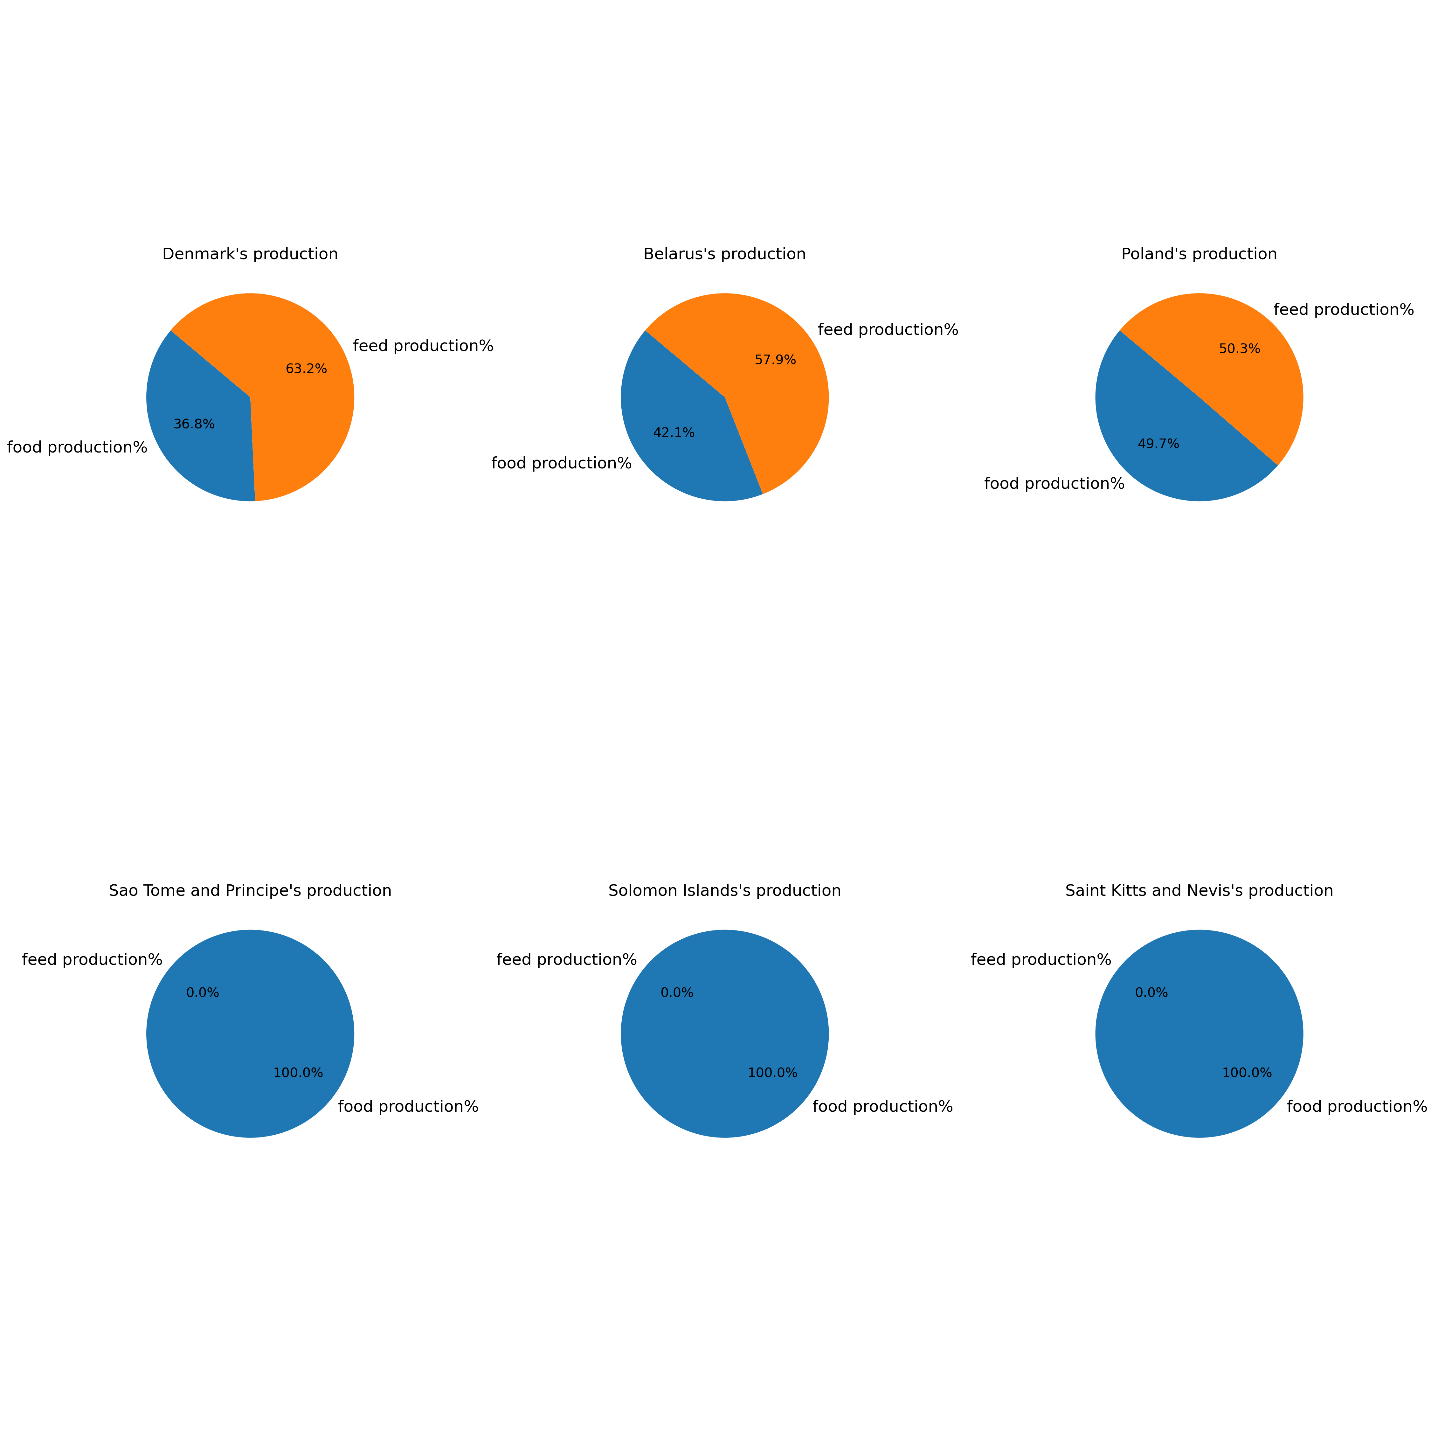 Denmark's production
feed production%
63.2%
36.8%
food production%
Belarus's production
feed production%
57.9%
42.1%
food production%
Poland's production
feed production%
50.3%
49.7%
food production%
Sao Tome and Principe's production
feed production%
0.0%
100.0%
food production%
Solomon Islands's production
feed production%
0.0%
100.0%
food production%
Saint Kitts and Nevis's production
feed production%
0.0%
100.0%
food production%